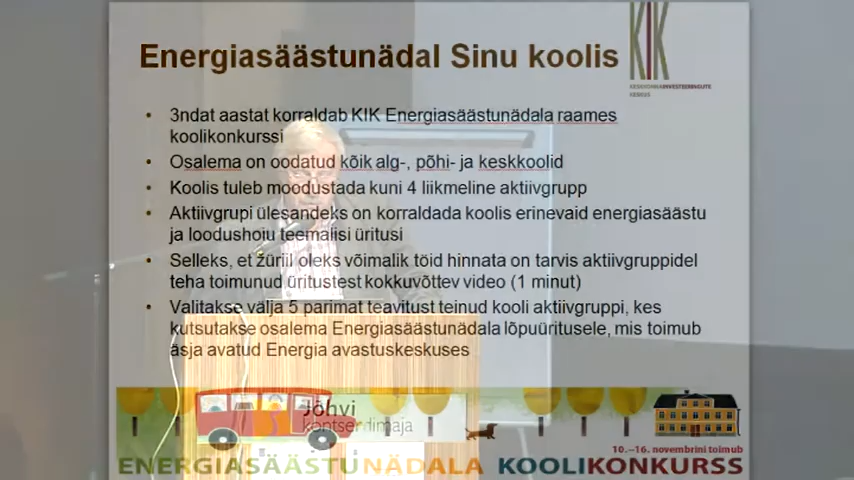 Energiasäästunädal Sinu koolis
KIK
KESKKONNAINVESTEERINGUTE
KESKUS
• 3ndat aastat korraldab KIK Energiasäästunädala raames
koolikonkurssi
• Osalema on oodatud kõik alg-, põhi- ja keskkoolid
• Koolis tuleb moodustada kuni 4 liikmeline aktiivgrupp
• Aktiivgrupi ülesandeks on korraldada koolis erinevaid energiasäästu
ja loodushoiu teemalisi üritusi
• Selleks, et žüriil oleks võimalik töid hinnata on tarvis aktiivgruppidel
teha toimunud üritustest kokkuvõttev video (1 minut)
• Valitakse välja 5 parimat teavitust teinud kooli aktiivgruppi, kes
kutsutakse osalema Energiasäästunädala lõpuüritusele, mis toimub
äsja avatud Energia avastuskeskuses
Jõhvi
kontserdimaja
10.–16. novembrini toimub
ENERGIASÄÄSTUNÄDALA KOOLIKONKURSS